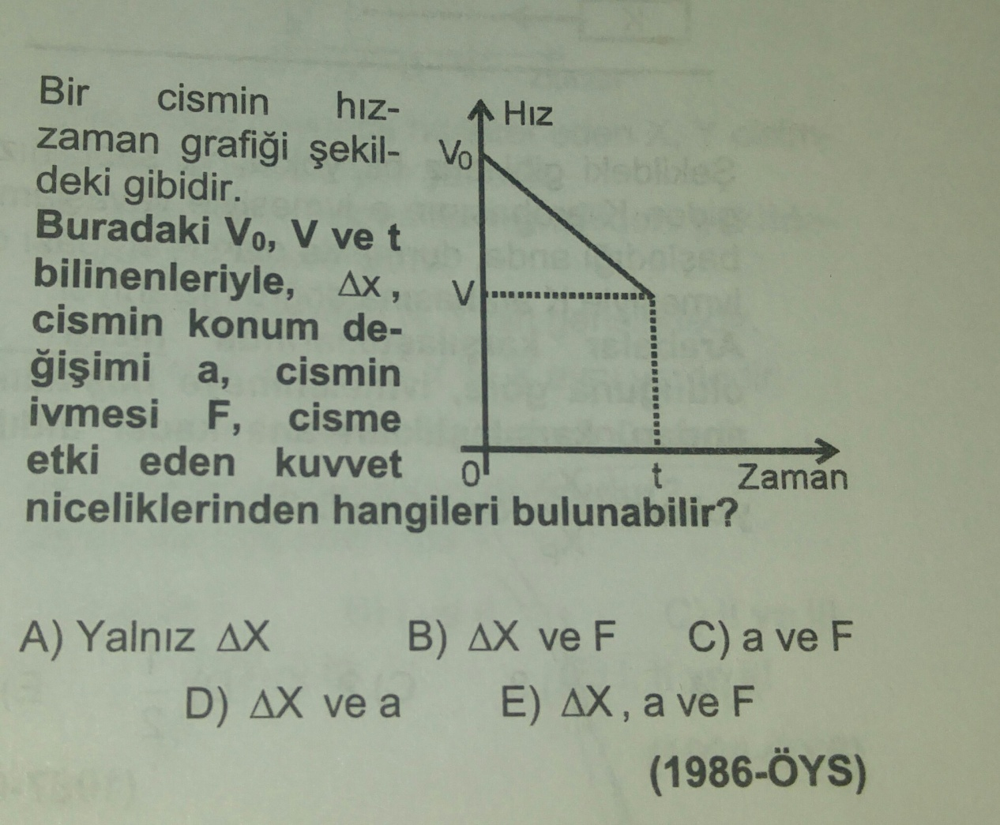 K
Bir cismin hız-
zaman grafiği şekil-
deki gibidir.
Buradaki V₀, V ve t
bilinenleriyle, ΔX,
cismin konum de-
ğişimi a, cismin
ivmesi F, cisme
etki eden kuvvet
niceliklerinden hangileri bulunabilir?
Hız
V₀
V
0
t
Zaman
A) Yalnız ΔX B) ΔX ve F C) a ve F
D) ΔX ve a E) ΔX, a ve F
(1986-ÖYS)